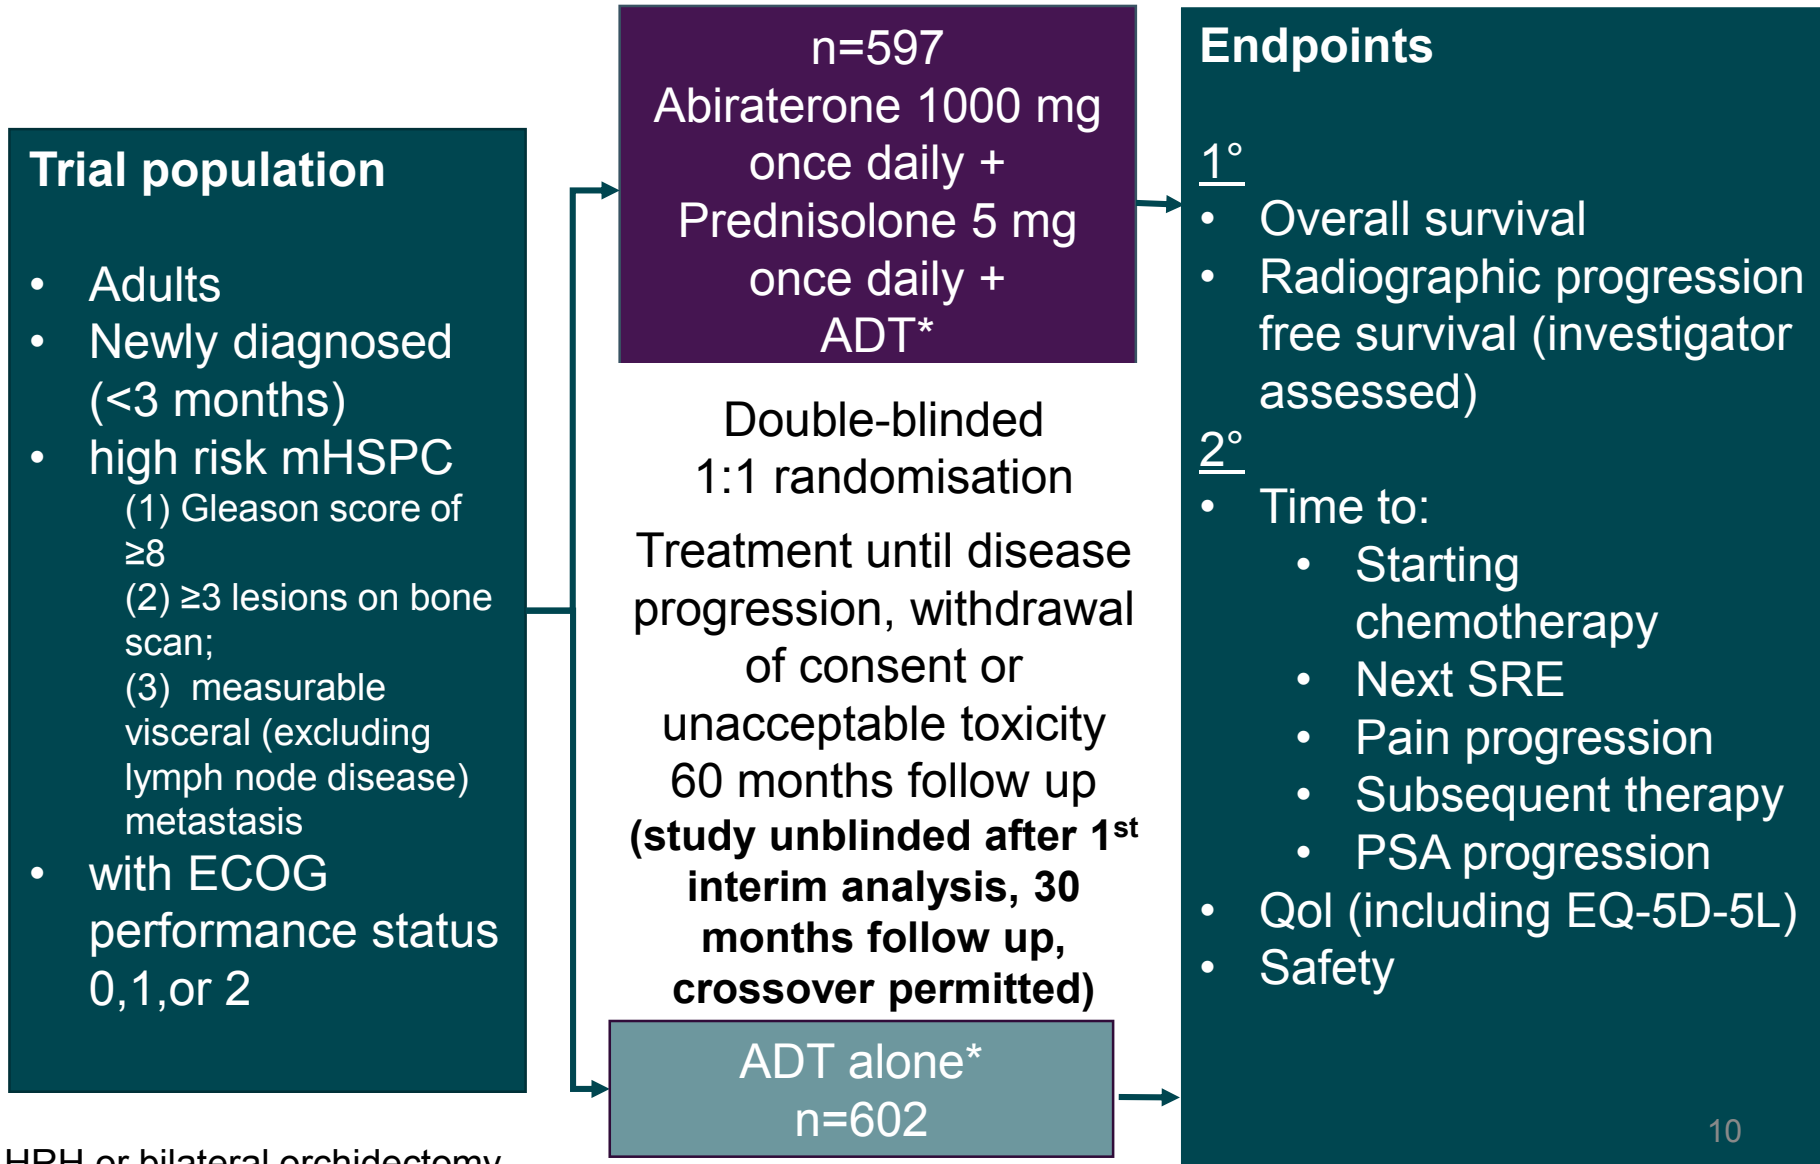 Trial population
• Adults
• Newly diagnosed
(<3 months)
• high risk mHSPC
(1) Gleason score of
≥8
(2) ≥3 lesions on bone
scan;
(3) measurable
visceral (excluding
lymph node disease)
metastasis
• with ECOG
performance status
0,1,or 2
n=597
Abiraterone 1000 mg
once daily +
Prednisolone 5 mg
once daily +
ADT*
Double-blinded
1:1 randomisation
Treatment until disease
progression, withdrawal
of consent or
unacceptable toxicity
60 months follow up
(study unblinded after 1st
interim analysis, 30
months follow up,
crossover permitted)
ADT alone*
n=602
Endpoints
1°
• Overall survival
• Radiographic progression
free survival (investigator
assessed)
2°
• Time to:
• Starting
chemotherapy
• Next SRE
• Pain progression
• Subsequent therapy
• PSA progression
• Qol (including EQ-5D-5L)
• Safety
10
HRH or bilateral orchidectomy